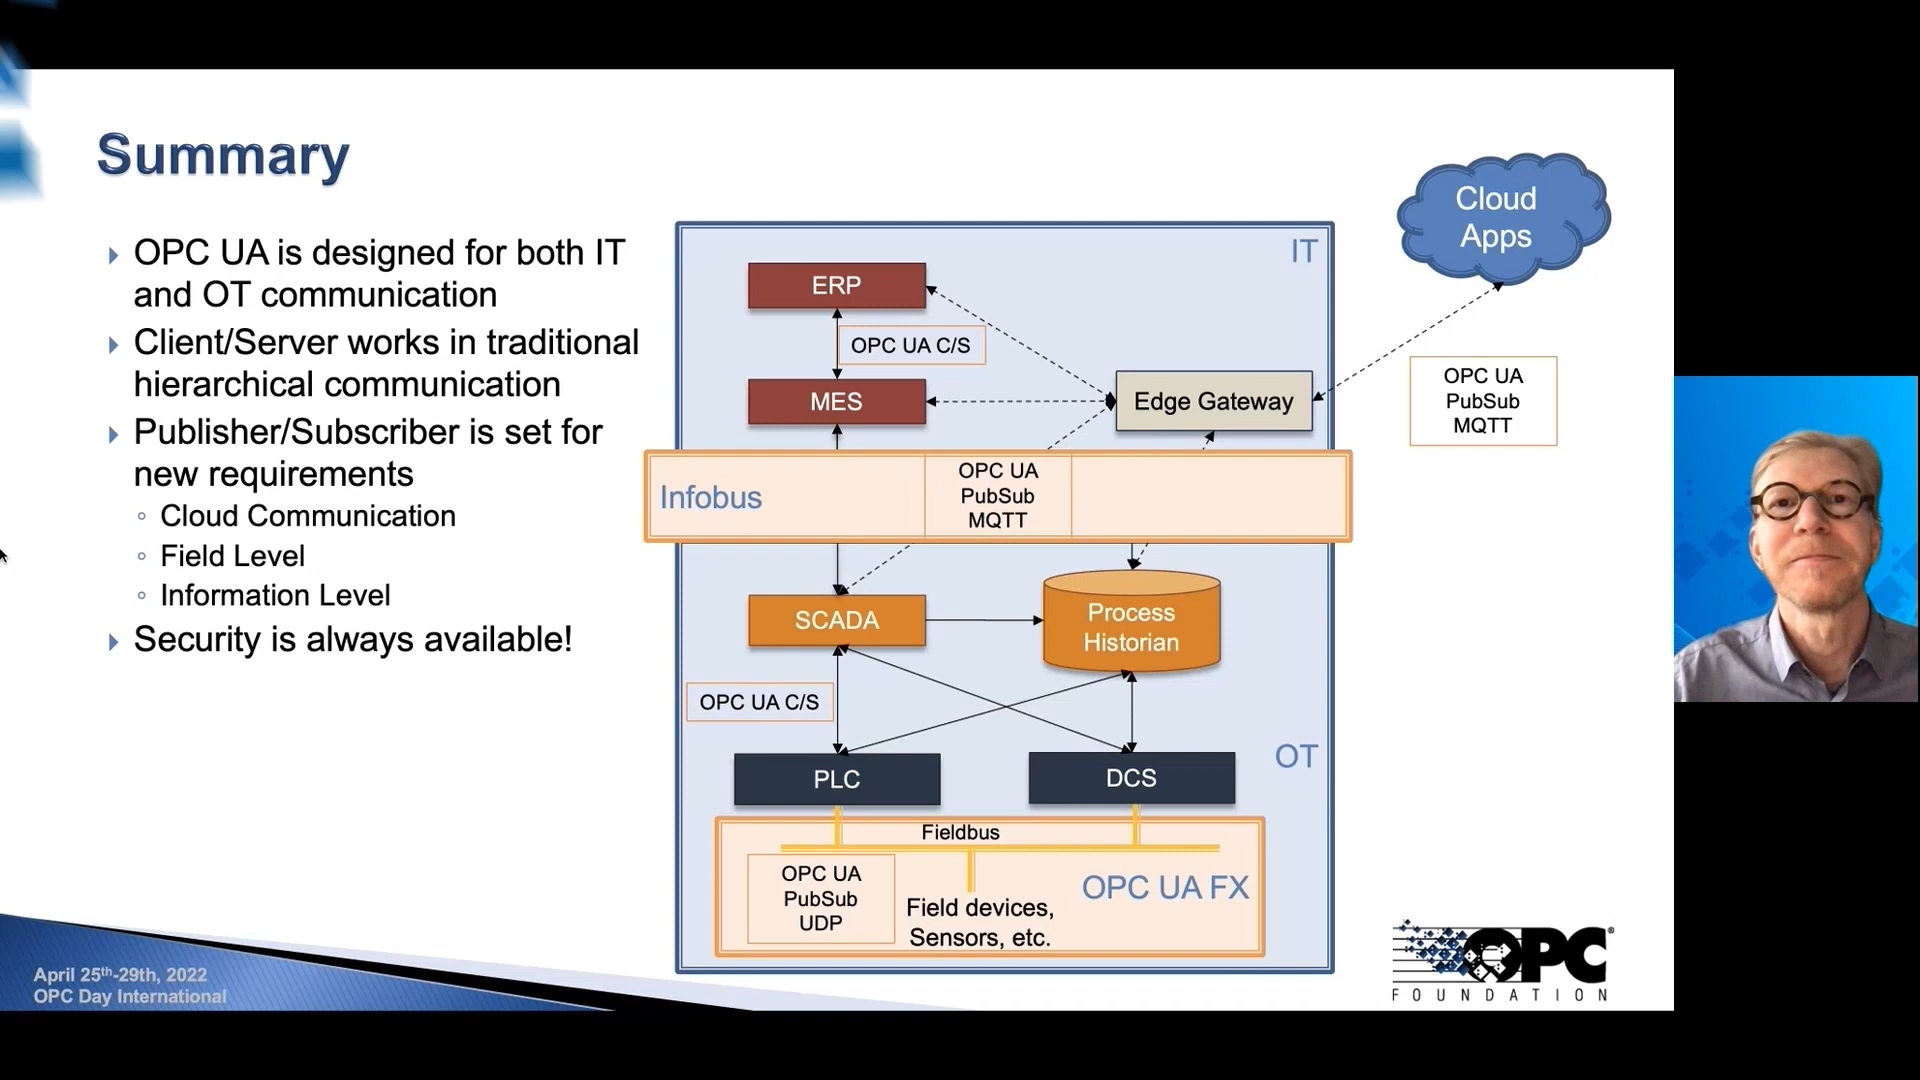 Summary
OPC UA is designed for both IT
and OT communication
Client/Server works in traditional
hierarchical communication
Publisher/Subscriber is set for
new requirements
Cloud Communication
Field Level
Information Level
Security is always available!
IT
ERP
OPC UA C/S
MES
Edge Gateway
Cloud
Apps
OPC UA
PubSub
MQTT
Infobus
OPC UA
PubSub
MQTT
SCADA
Process
Historian
OPC UA C/S
OT
PLC
DCS
Fieldbus
OPC UA
PubSub
UDP
Field devices,
Sensors, etc.
OPC UA FX
April 25th-29th, 2022
OPC Day International
OPC®
FOUNDATION